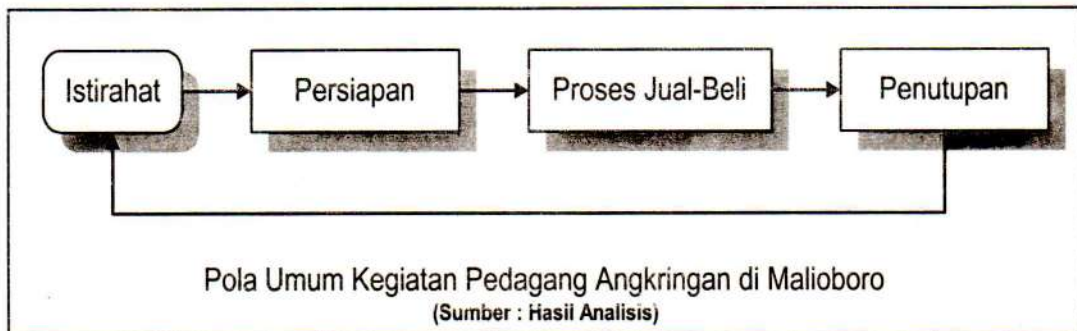 Istirahat
Persiapan
Proses Jual-Beli
Penutupan
Pola Umum Kegiatan Pedagang Angkringan di Malioboro
(Sumber : Hasil Analisis)